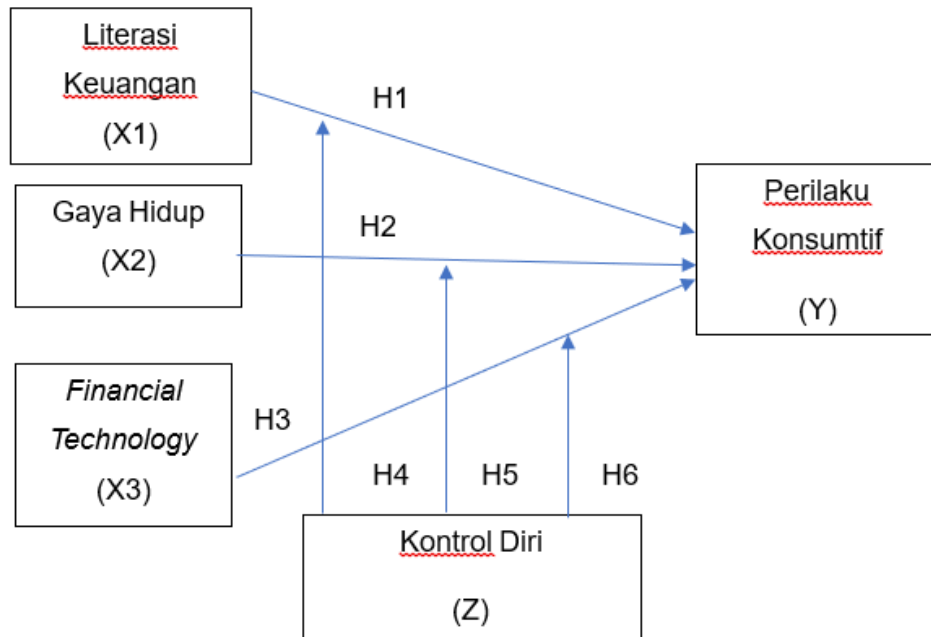 Literasi
Keuangan
(X1)
H1
Gaya Hidup
(X2)
H2
Perilaku
Konsumtif
(Y)
Financial
Technology
(X3)
H3
H4
H5
H6
Kontrol Diri
(Z)